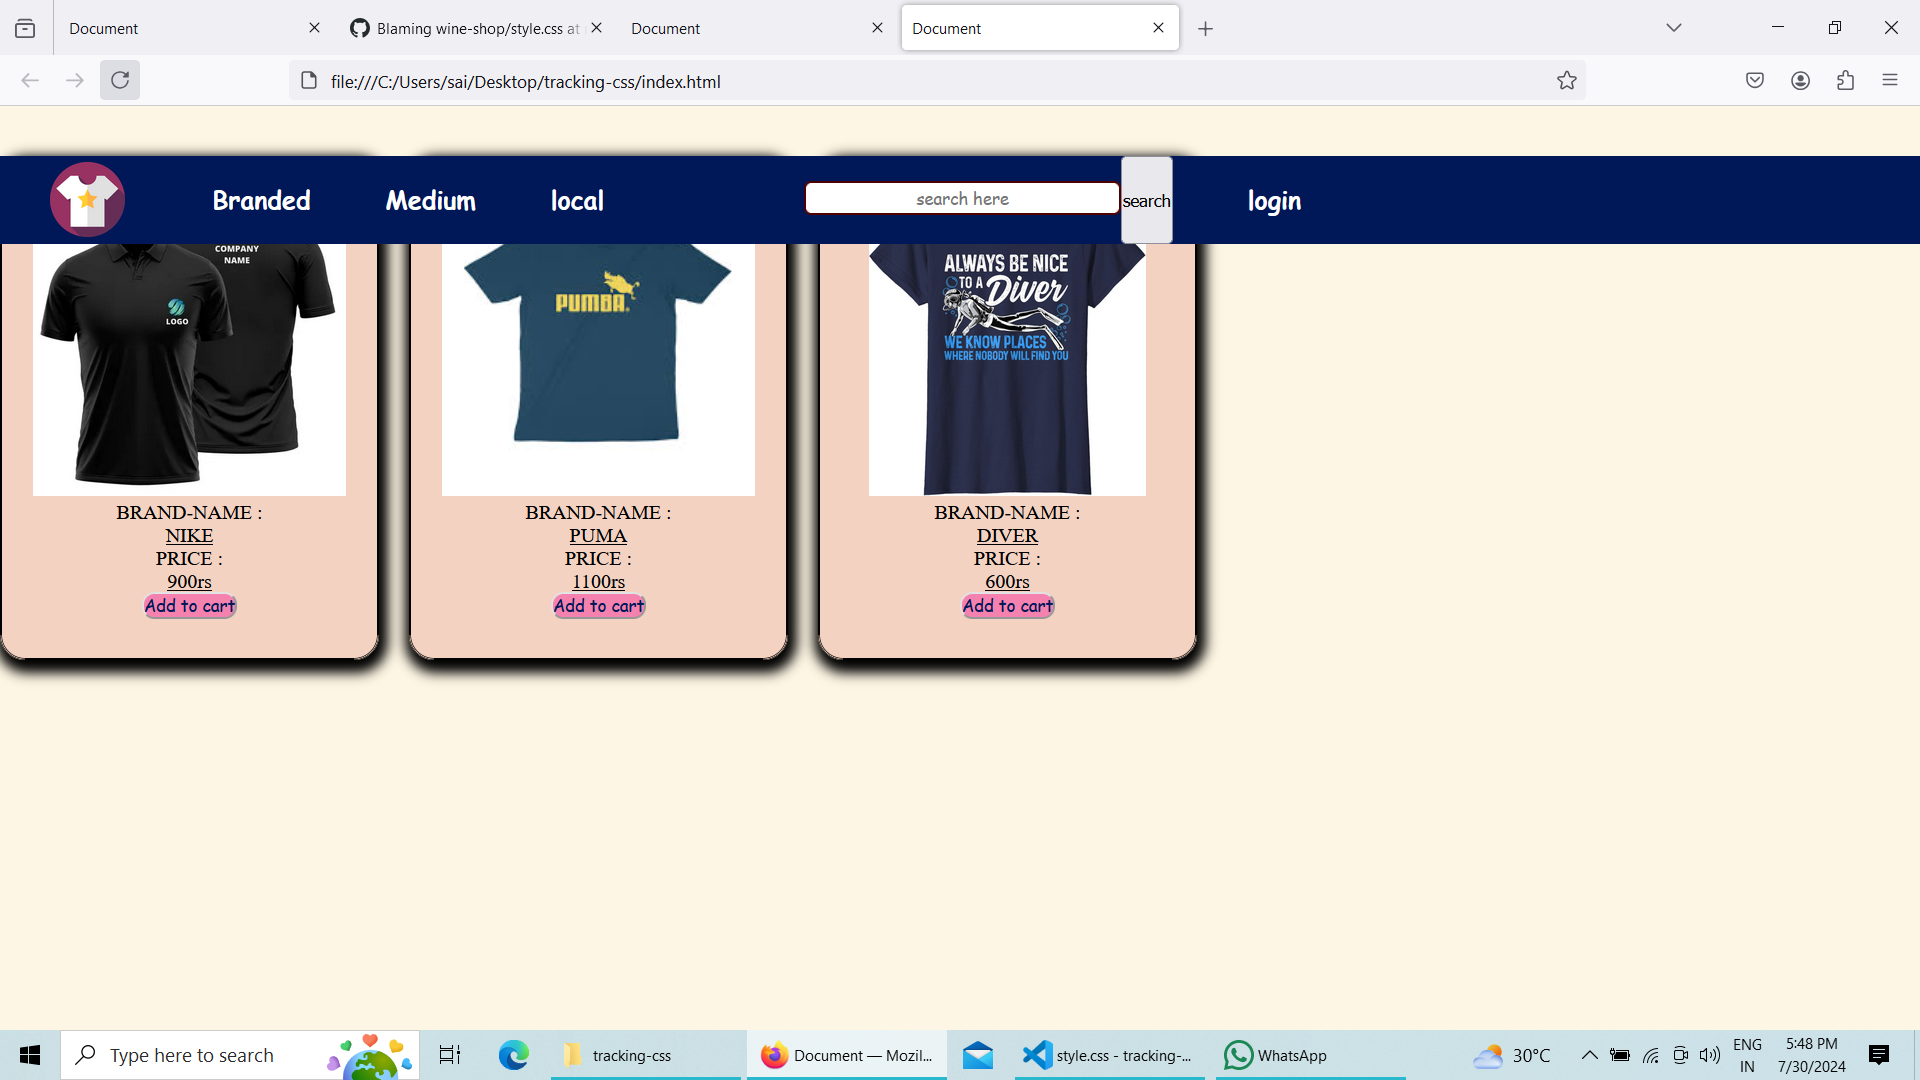 Document
Blaming wine-shop/style.css at
Document
Document
file:///C:/Users/sai/Desktop/tracking-css/index.html
Branded
Medium
local
search here
search
login
COMPANY
NAME
LOGO
PUMBA
ALWAYS BE NICE
TO A Diver
WE KNOW PLACES
WHERE NOBODY WILL FIND YOU
BRAND-NAME :
NIKE
PRICE :
900rs
Add to cart
BRAND-NAME :
PUMA
PRICE :
1100rs
Add to cart
BRAND-NAME :
DIVER
PRICE :
600rs
Add to cart
Type here to search
tracking-css
Document — Mozil...
style.css - tracking-...
WhatsApp
30°C
ENG
IN
5:48 PM
7/30/2024